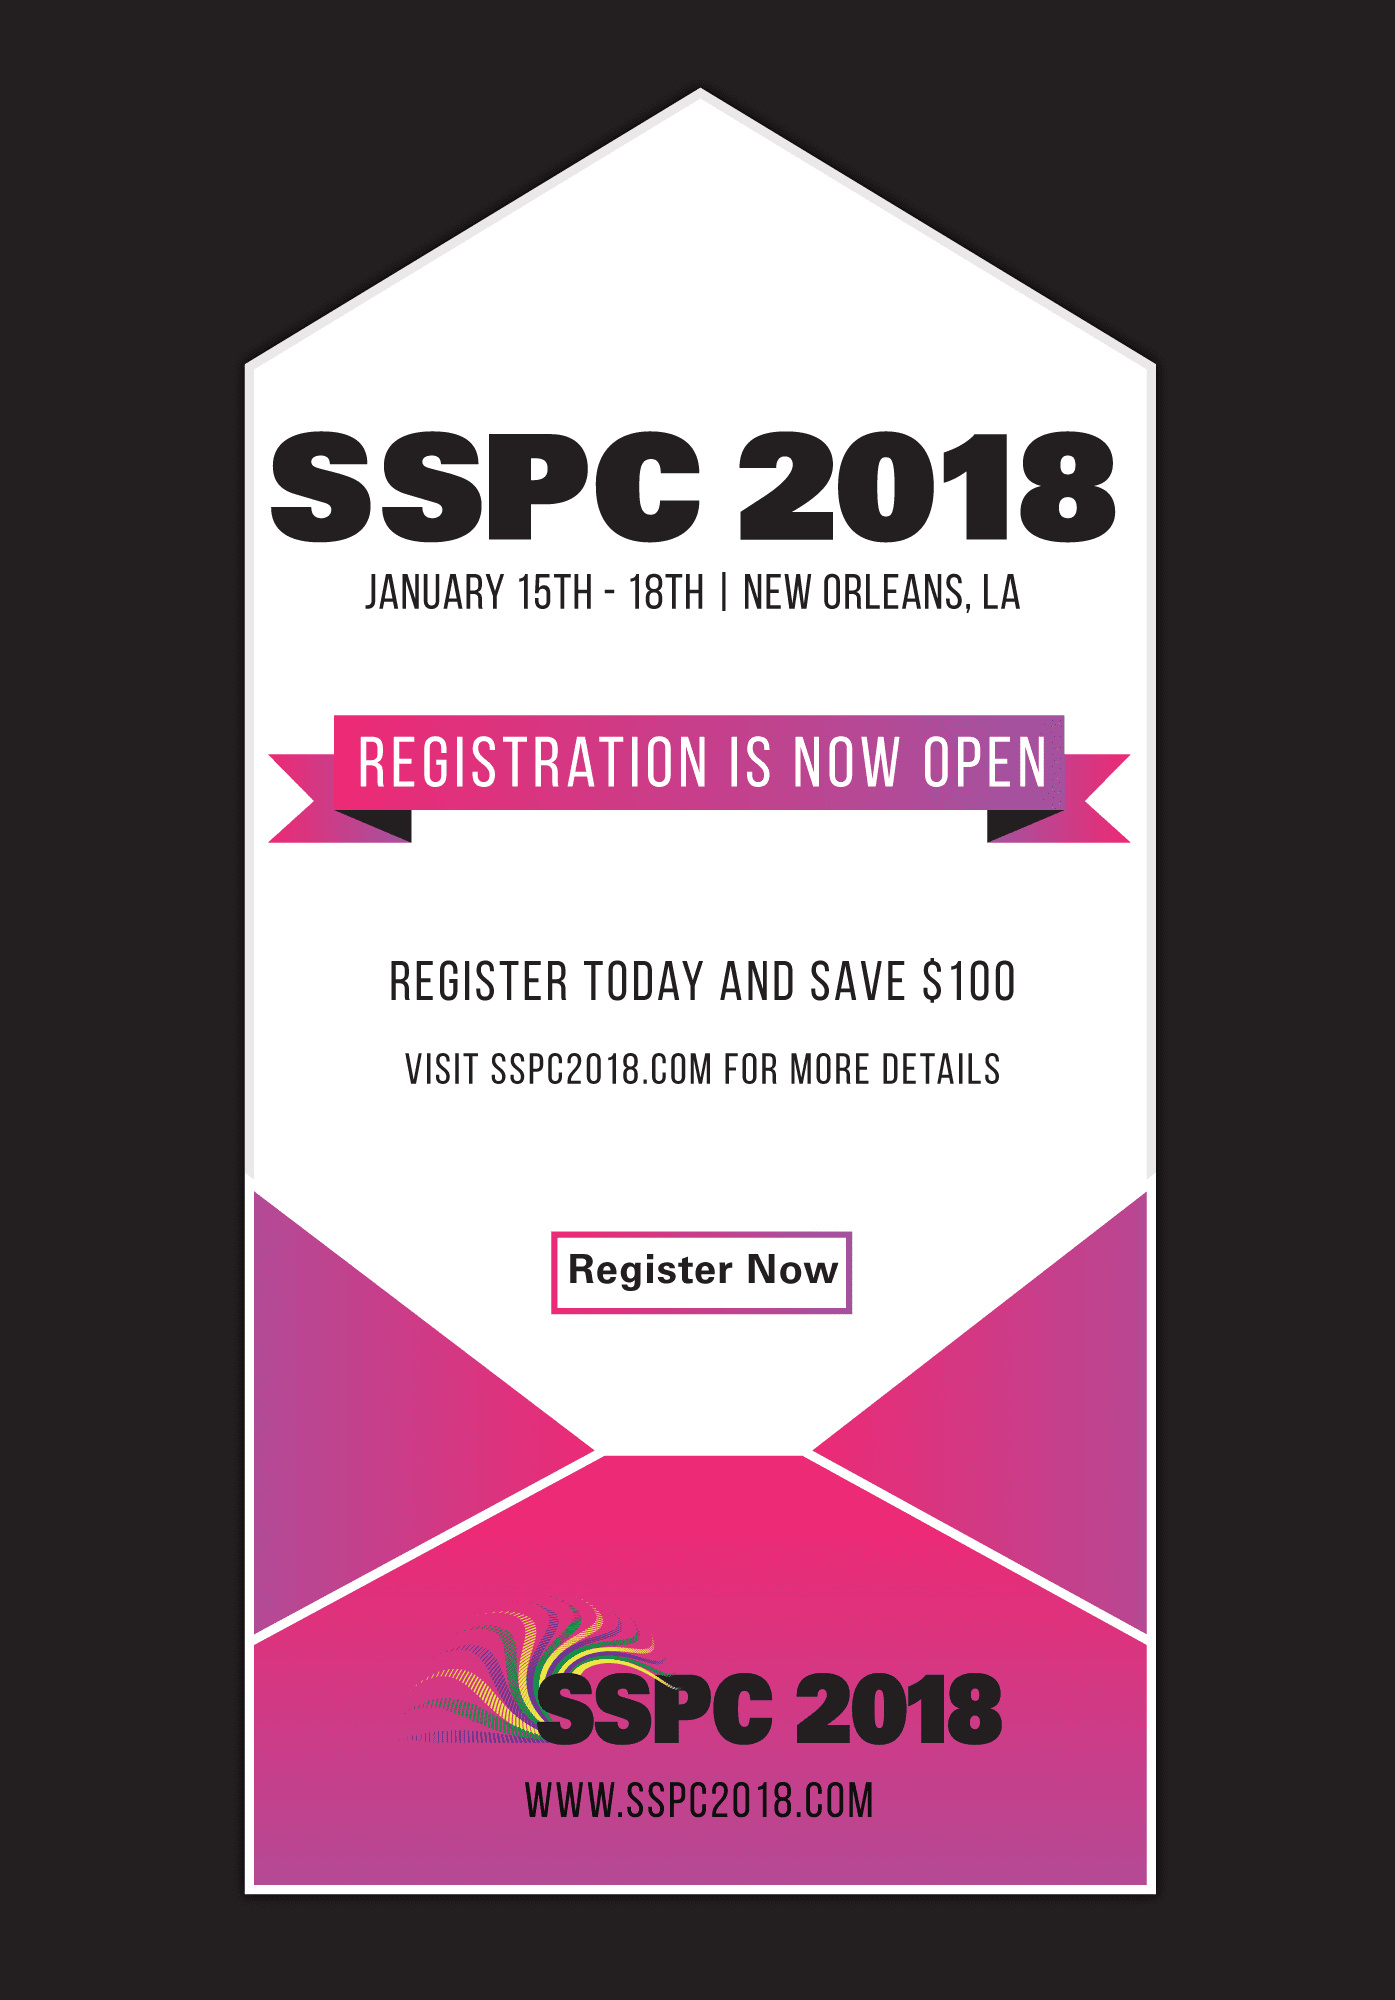 SSPC 2018
JANUARY 15TH - 18TH | NEW ORLEANS, LA
REGISTRATION IS NOW OPEN
REGISTER TODAY AND SAVE $100
VISIT SSPC2018.COM FOR MORE DETAILS
Register Now
SSPC 2018
WWW.SSPC2018.COM